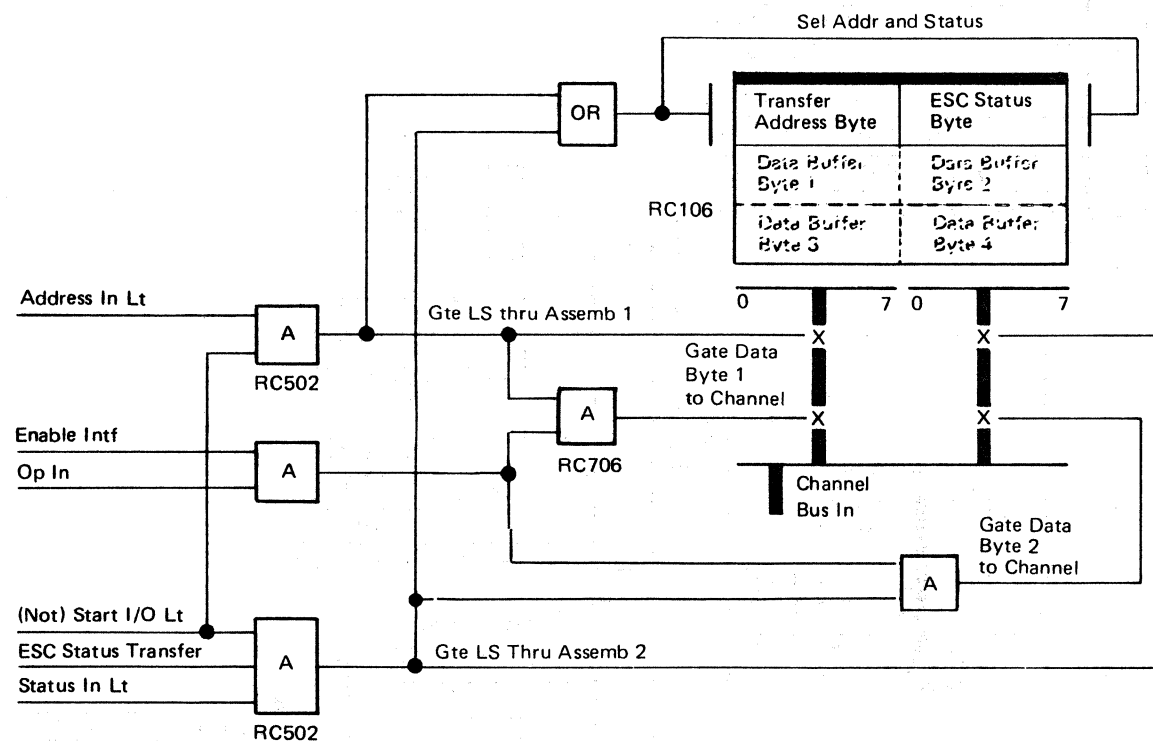 Sel Addr and Status
OR
Transfer
Address Byte
ESC Status
Byte
Data Buffer
Byte 1
Data Buffer
Byte 2
RC106
Data Buffer
Byte 3
Data Buffer
Byte 4
0 7 0 7
Address In Lt
A
RC502
Gte LS thru Assemb 1
X
X
Gate Data
Byte 1
to Channel
A
RC706
X
X
Enable Intf
Op In
A
Channel
Bus In
Gate Data
Byte 2
to Channel
A
(Not) Start I/O Lt
ESC Status Transfer
Status In Lt
A
RC502
Gte LS Thru Assemb 2